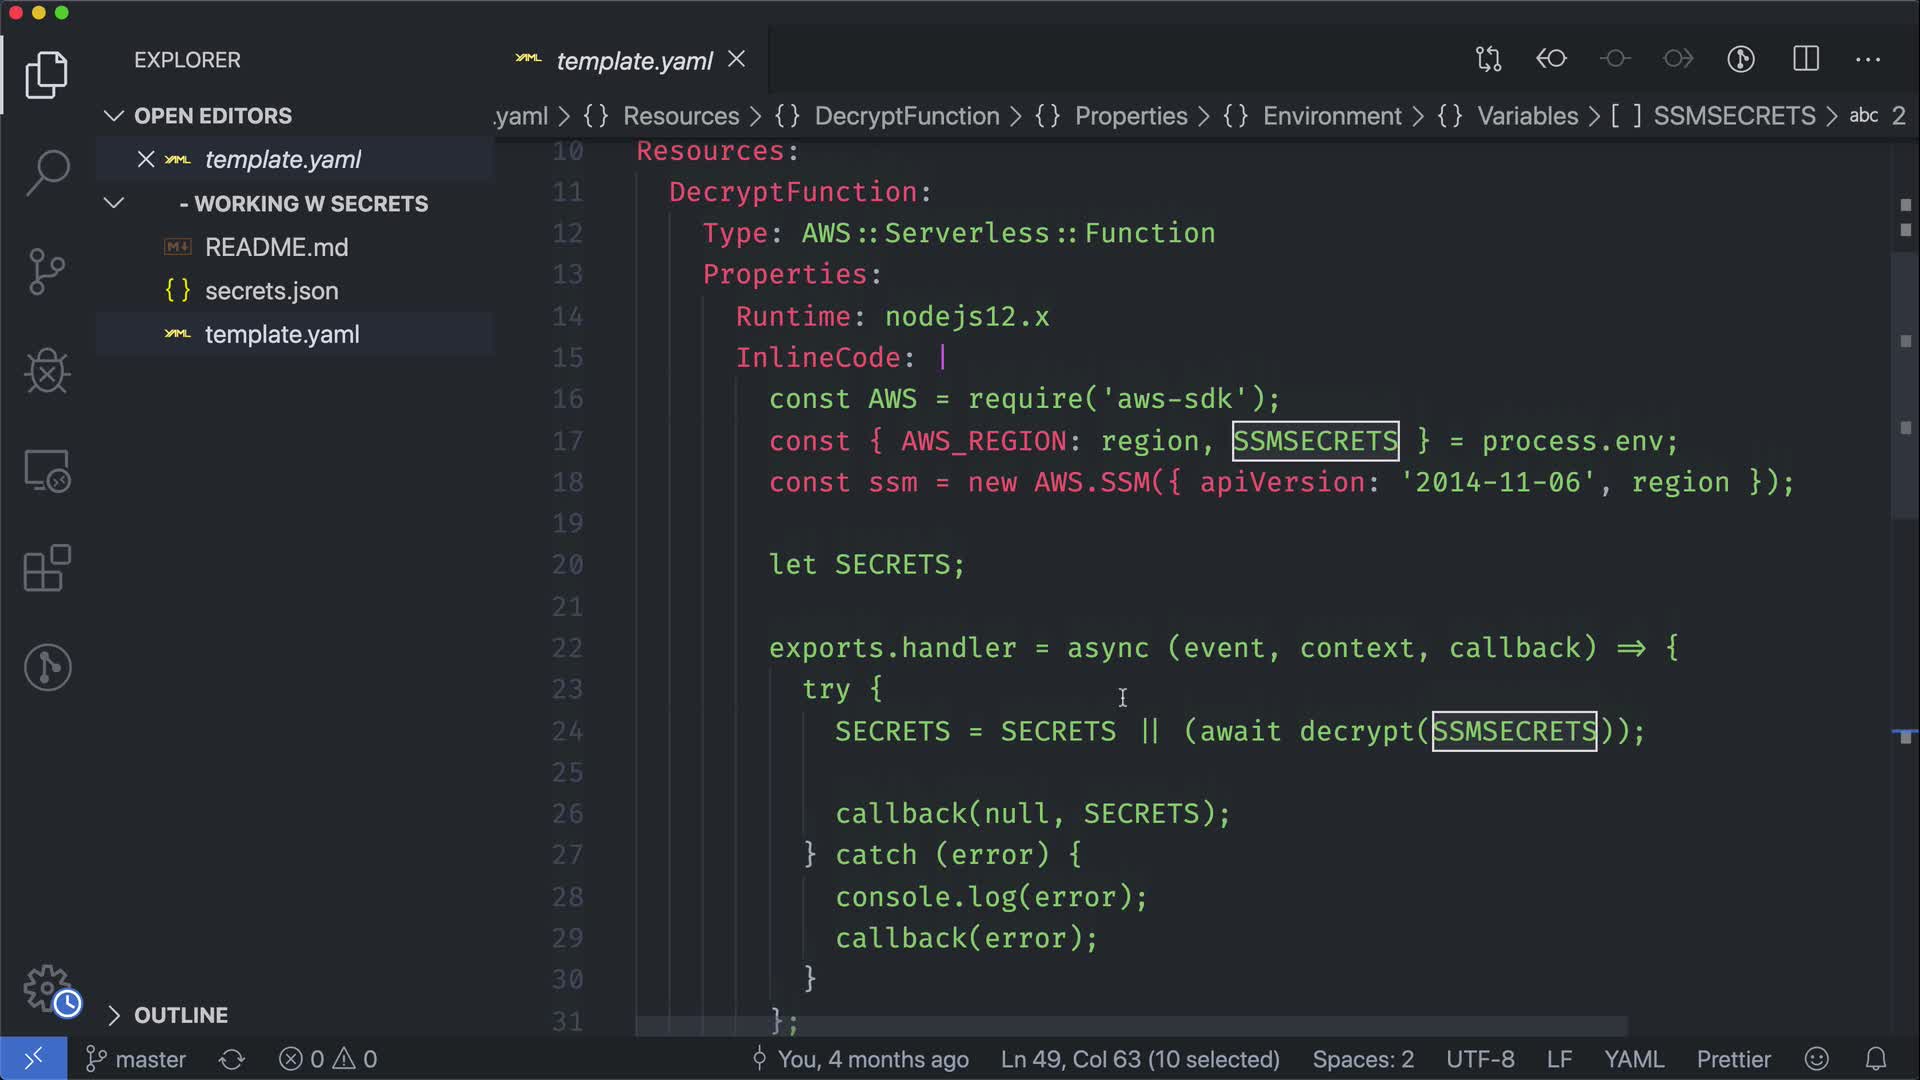 EXPLORER
OPEN EDITORS
template.yaml
- WORKING W SECRETS
README.md
secrets.json
template.yaml
OUTLINE
template.yaml
.yaml > {} Resources > {} DecryptFunction > {} Properties > {} Environment > {} Variables > [ ] SSMSECRETS > abc 2
10 Resources:
11 DecryptFunction:
12 Type: AWS::Serverless::Function
13 Properties:
14 Runtime: nodejs12.x
15 InlineCode: |
16 const AWS = require('aws-sdk');
17 const { AWS_REGION: region, SSMSECRETS } = process.env;
18 const ssm = new AWS.SSM({ apiVersion: '2014-11-06', region });
19
20 let SECRETS;
21
22 exports.handler = async (event, context, callback) => {
23 try {
24 SECRETS = SECRETS || (await decrypt(SSMSECRETS));
25
26 callback(null, SECRETS);
27 } catch (error) {
28 console.log(error);
29 callback(error);
30 }
31 };
master 0 0 You, 4 months ago Ln 49, Col 63 (10 selected) Spaces: 2 UTF-8 LF YAML Prettier